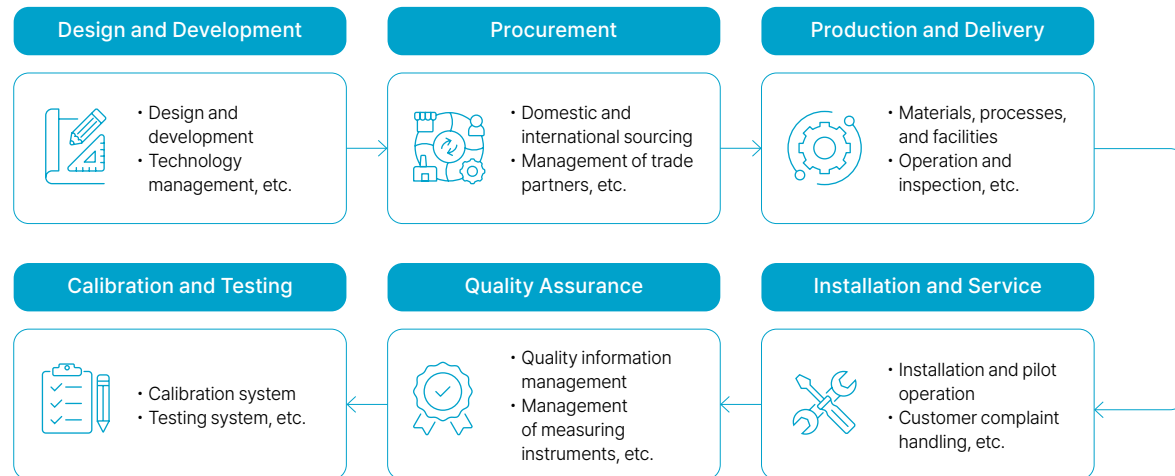 Design and Development
・Design and
development
・Technology
management, etc.
Procurement
・Domestic and
international sourcing
・Management of trade
partners, etc.
Production and Delivery
・Materials, processes,
and facilities
・Operation and
inspection, etc.
Installation and Service
・Installation and pilot
operation
・Customer complaint
handling, etc.
Quality Assurance
・Quality information
management
・Management
of measuring
instruments, etc.
Calibration and Testing
・Calibration system
・Testing system, etc.